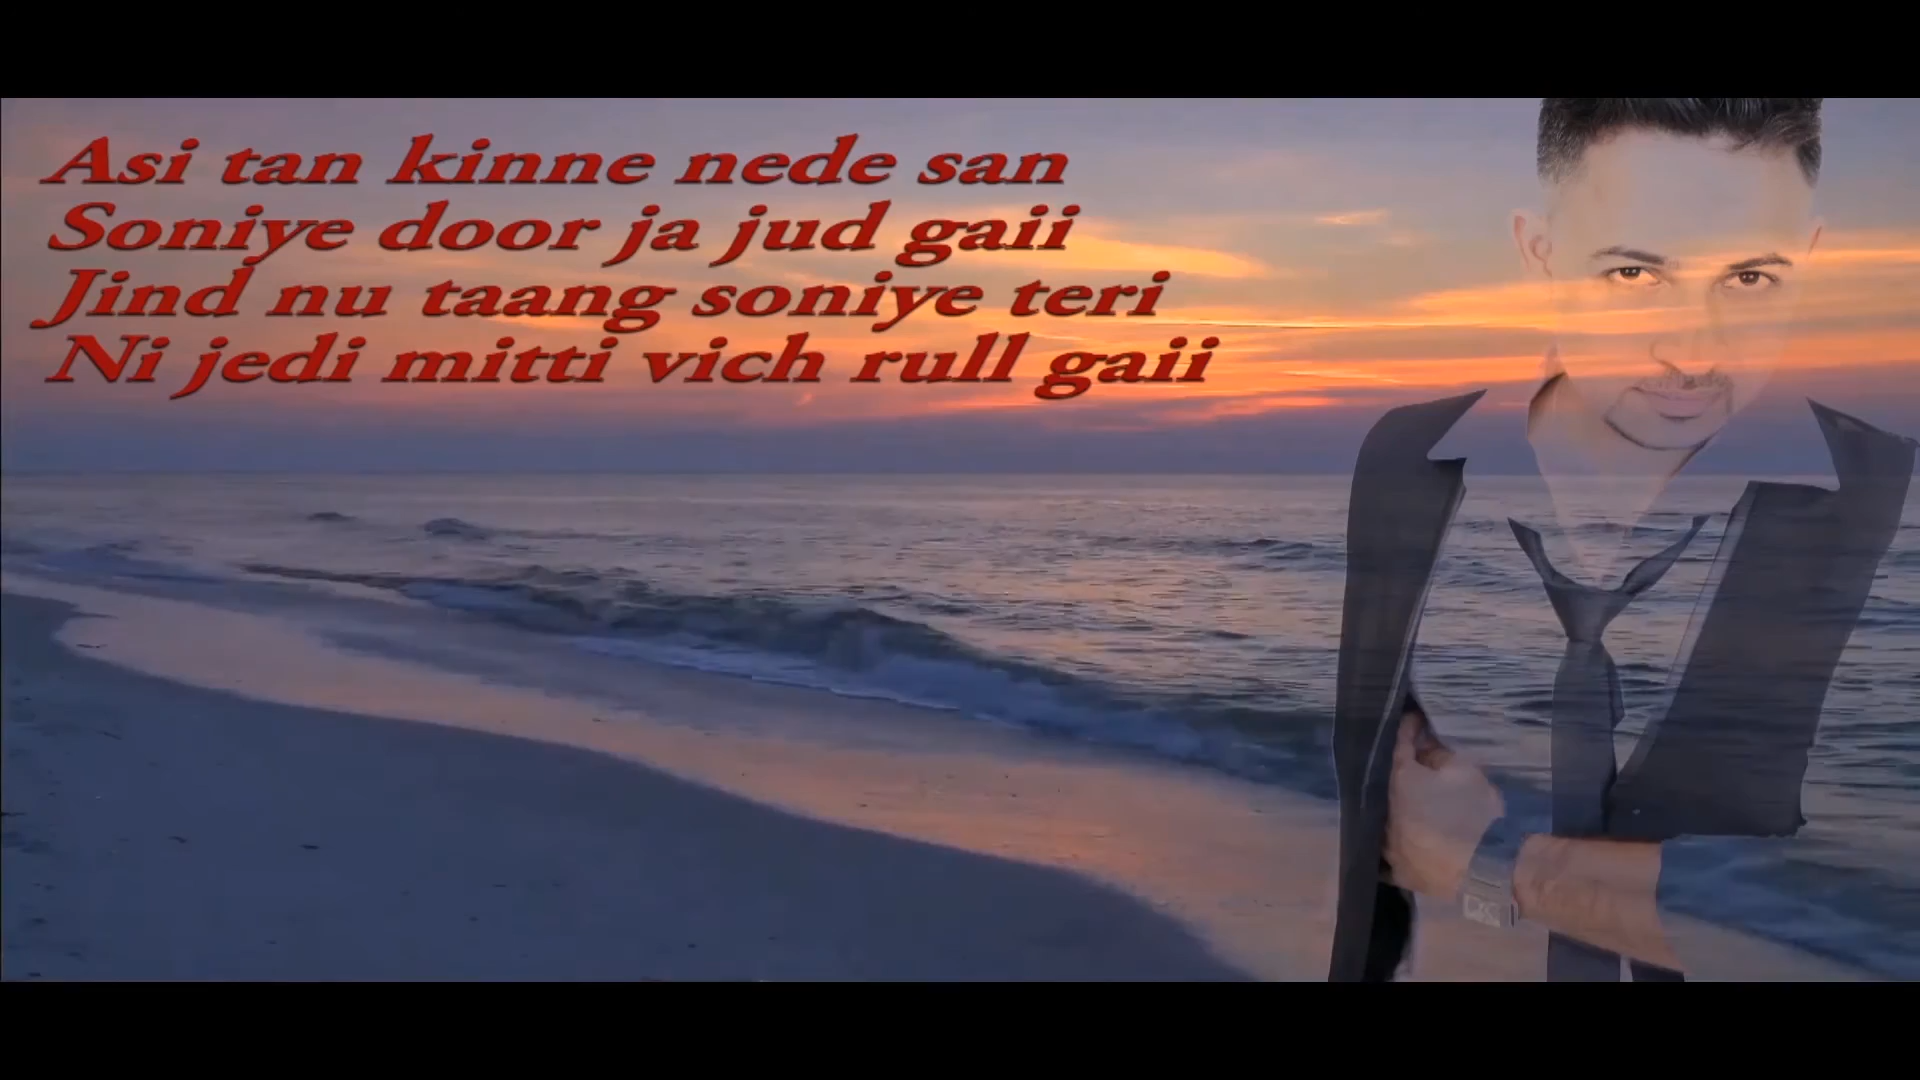 Asi tan kinne nede san
Soniye door ja jud gaii
Jind nu taang soniye teri
Ni jedi mitti vich rull gaii